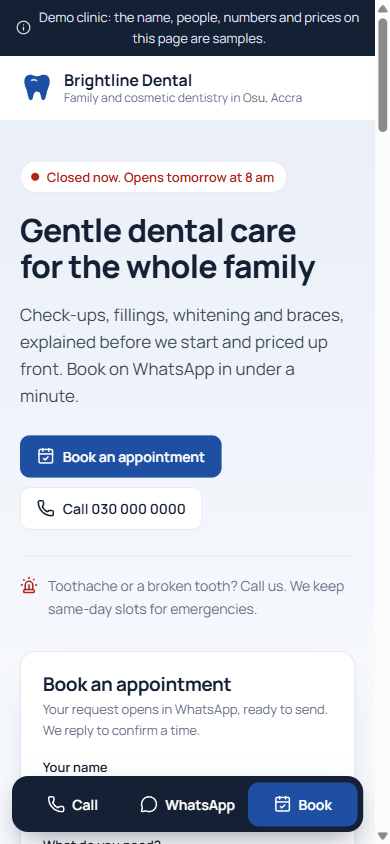 Demo clinic: the name, people, numbers and prices on
this page are samples.
Brightline Dental
Family and cosmetic dentistry in Osu, Accra
Closed now. Opens tomorrow at 8 am
Gentle dental care
for the whole family
Check-ups, fillings, whitening and braces,
explained before we start and priced up
front. Book on WhatsApp in under a
minute.
Book an appointment
Call 030 000 0000
Toothache or a broken tooth? Call us. We keep
same-day slots for emergencies.
Book an appointment
Your request opens in WhatsApp, ready to send.
We reply to confirm a time.
Your name
Call
WhatsApp
Book
What do you need?